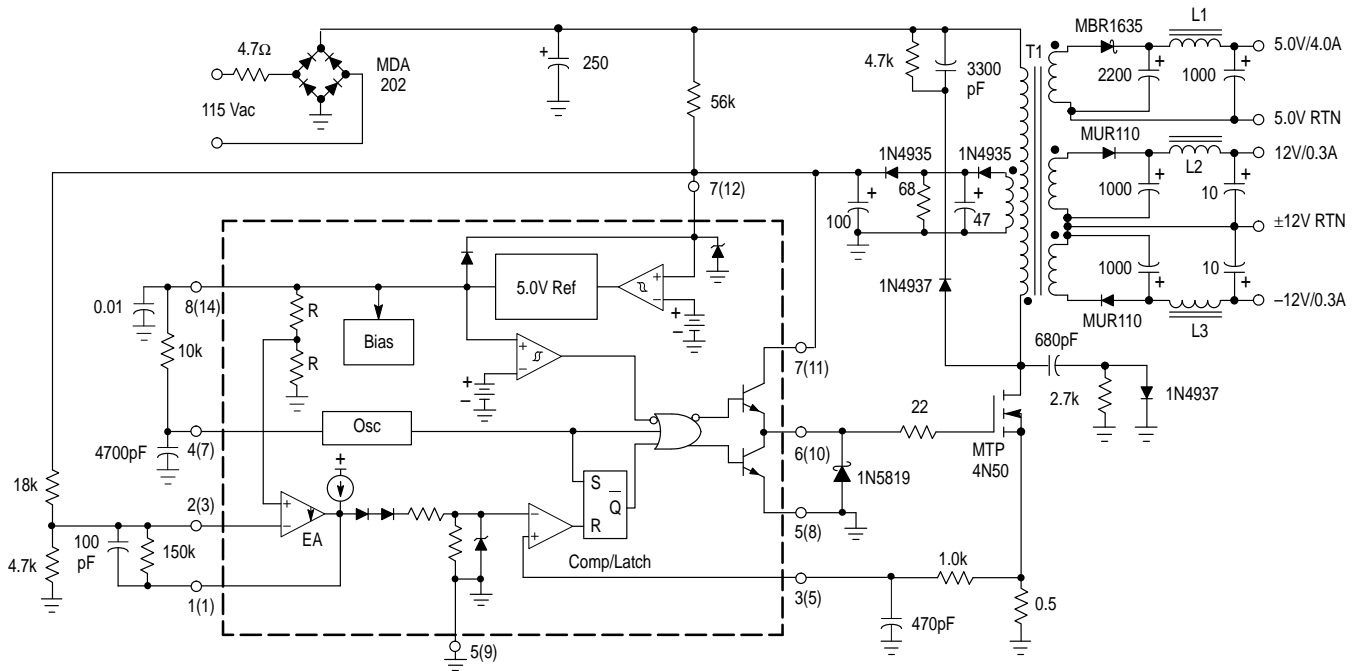 4.7Ω
MDA
202
115 Vac
+
250
56k
4.7k
3300
pF
T1
MBR1635
L1
5.0V/4.0A
+
2200
+
1000
5.0V RTN
MUR110
12V/0.3A
L2
+
1000
+
10
±12V RTN
+
1000
+
10
–12V/0.3A
MUR110
L3
1N4935
1N4935
68
+
100
+
47
7(12)
1N4937
0.01
8(14)
R
R
Bias
5.0V Ref
+
–
+
–
+
–
+
–
10k
7(11)
680pF
2.7k
1N4937
4700pF
4(7)
Osc
22
6(10)
MTP
4N50
1N5819
18k
+
S
Q
R
2(3)
+
–
EA
–
+
5(8)
100
pF
150k
4.7k
Comp/Latch
1.0k
1(1)
3(5)
470pF
0.5
5(9)